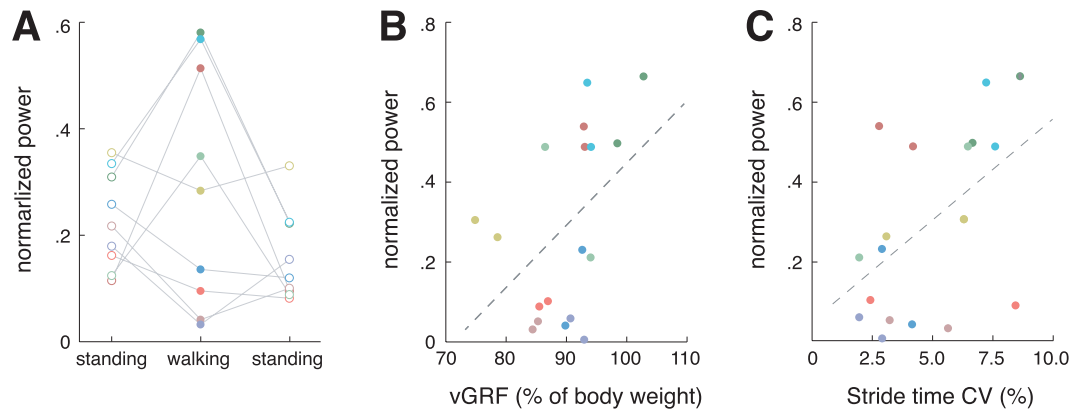 A
B
C
normarlized power
.6
.4
.2
0
standing
walking
standing
normalized power
.8
.6
.4
.2
0
70
80
90
100
110
vGRF (% of body weight)
normalized power
.8
.6
.4
.2
0
2.5
5.0
7.5
10.0
Stride time CV (%)